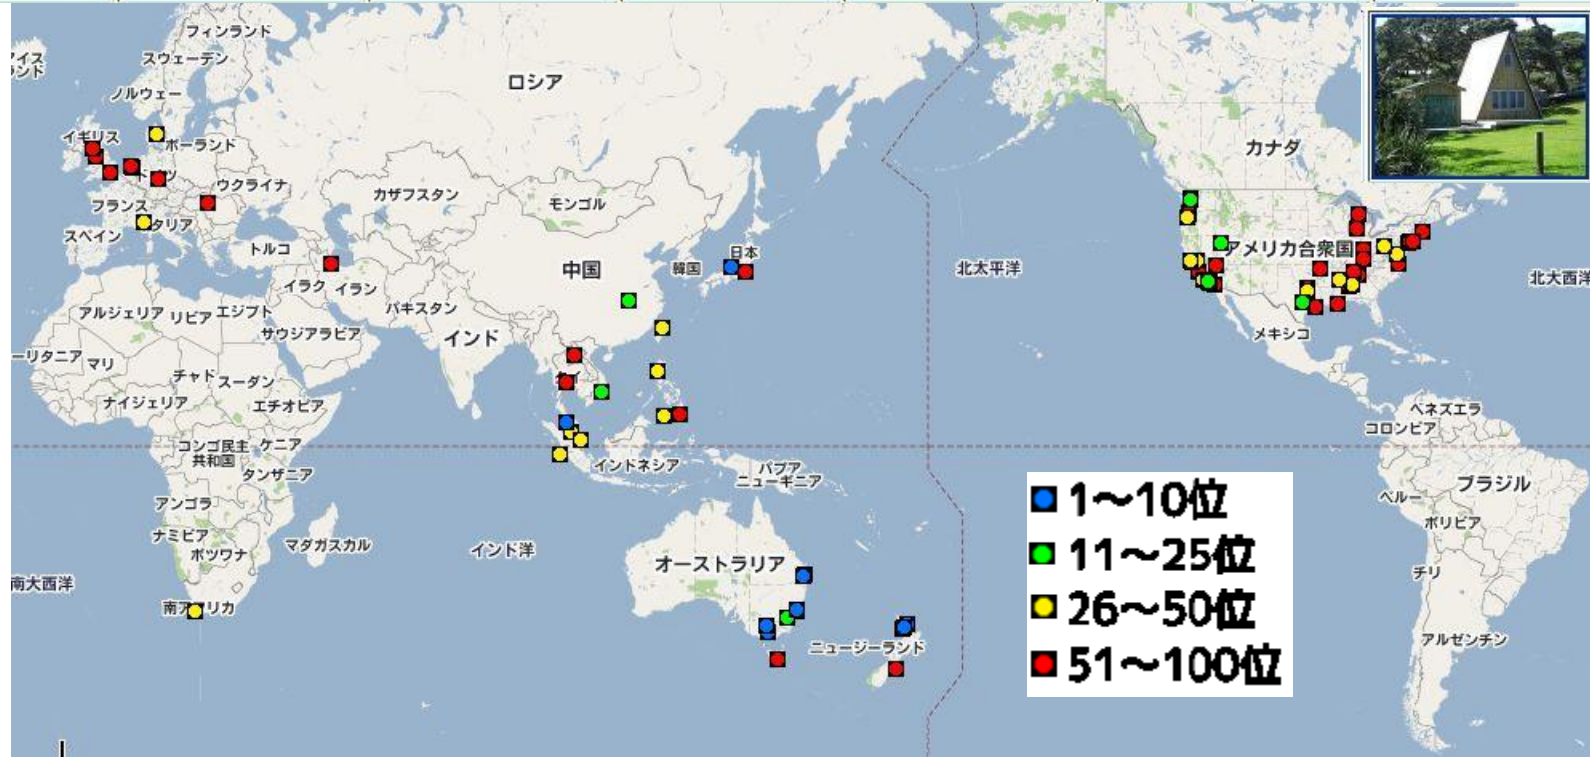 フィンランド
スウェーデン
ノルウェー
ロシア
イギリス
ポーランド
カナダ
ウクライナ
カザフスタン
モンゴル
フランス
タリア
スペイン
トルコ
日本
中国
韓国
北太平洋
アメリカ合衆国
北大西洋
イラク
イラン
パキスタン
アルジェリア
リビア
エジプト
サウジアラビア
インド
メキシコ
ーリタニア
マリ
チャド
スーダン
ナイジェリア
エチオピア
ベネズエラ
コロンビア
コンゴ民主
共和国
ケニア
タンザニア
インドネシア
パプア
ニューギニア
ブラジル
ペルー
アンゴラ
ナミビア
ボツワナ
マダガスカル
インド洋
ボリビア
オーストラリア
チリ
南大西洋
南アフリカ
ニュージーランド
アルゼンチン
1～10位
11～25位
26～50位
51～100位